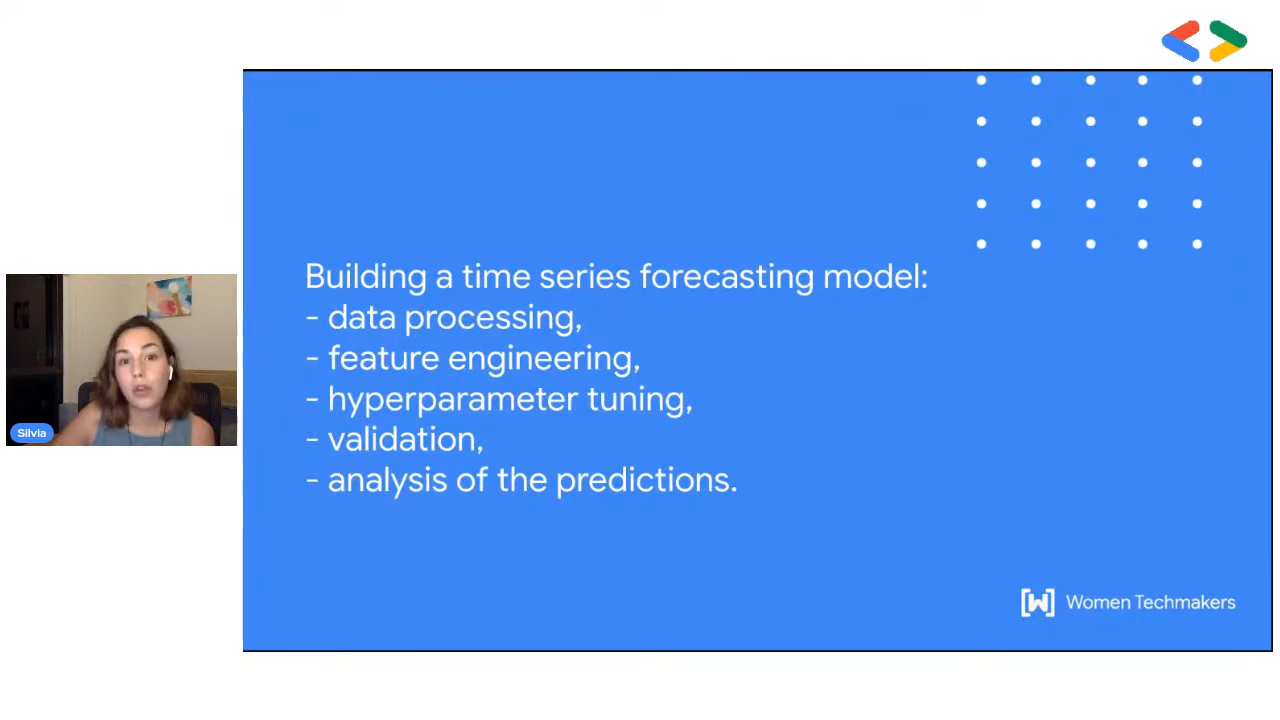 Building a time series forecasting model:
- data processing,
- feature engineering,
- hyperparameter tuning,
- validation,
- analysis of the predictions.
Silvia
[W] Women Techmakers